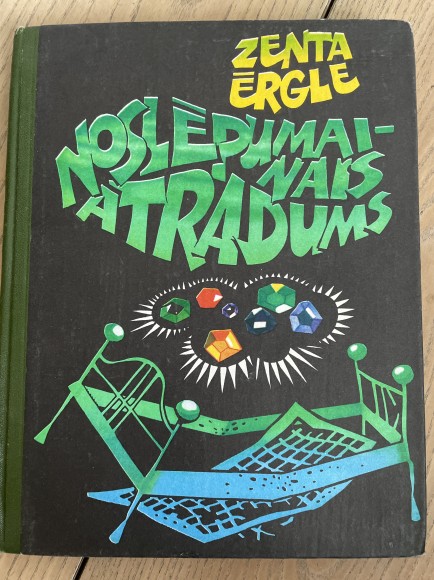 ZENTA
ĒRGLE
NOSLĒPUMAI-
NAIS
ATRADUMS